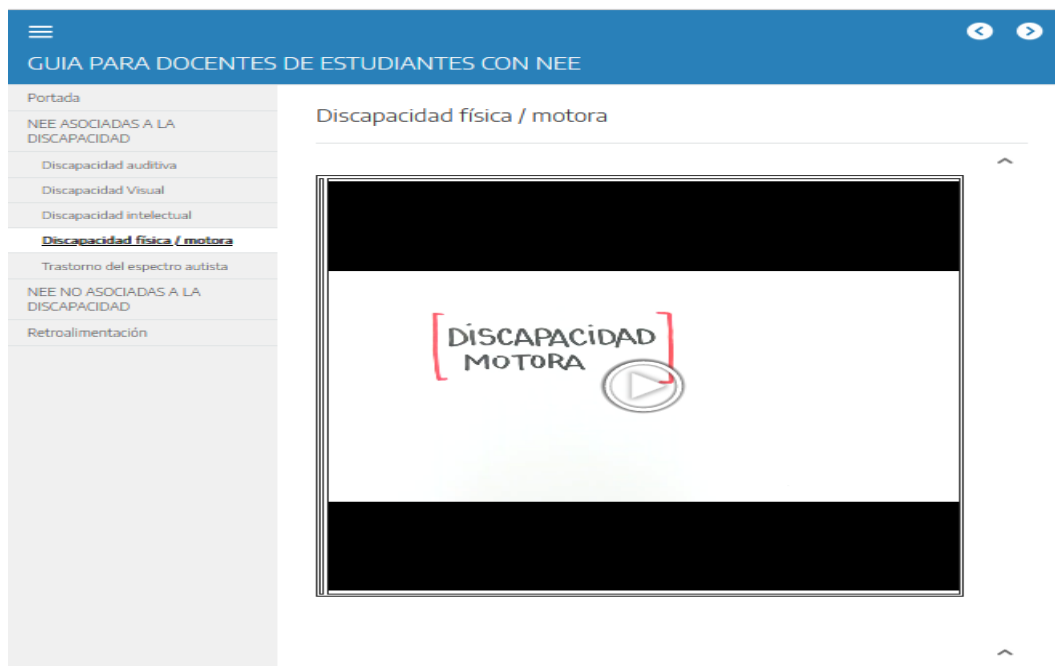 GUIA PARA DOCENTES DE ESTUDIANTES CON NEE
Portada
NEE ASOCIADAS A LA
DISCAPACIDAD
Discapacidad auditiva
Discapacidad Visual
Discapacidad intelectual
Discapacidad física / motora
Trastorno del espectro autista
NEE NO ASOCIADAS A LA
DISCAPACIDAD
Retroalimentación
Discapacidad física / motora
DISCAPACIDAD
MOTORA